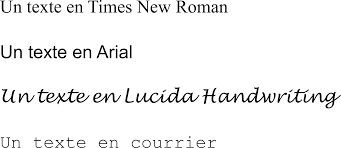 Un texte en Times New Roman
Un texte en Arial
Un texte en Lucida Handwriting
Un texte en courrier